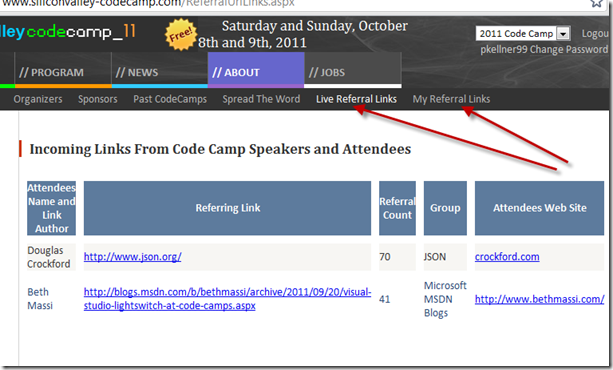 www.siliconvalley-codecamp.com/ReferralUrlLinks.aspx
lleycodecamp_11
Free!
Saturday and Sunday, October
8th and 9th, 2011
2011 Code Camp
Logou
pkellner99 Change Password
// PROGRAM
// NEWS
// ABOUT
// JOBS
Organizers
Sponsors
Past CodeCamps
Spread The Word
Live Referral Links
My Referral Links
Incoming Links From Code Camp Speakers and Attendees
Attendees
Name and
Link
Author
Referring Link
Referral
Count
Group
Attendees Web Site
Douglas
Crockford
http://www.json.org/
70
JSON
crockford.com
Beth
Massi
http://blogs.msdn.com/b/bethmassi/archive/2011/09/20/visual-
studio-lightswitch-at-code-camps.aspx
41
Microsoft
MSDN
Blogs
http://www.bethmassi.com/